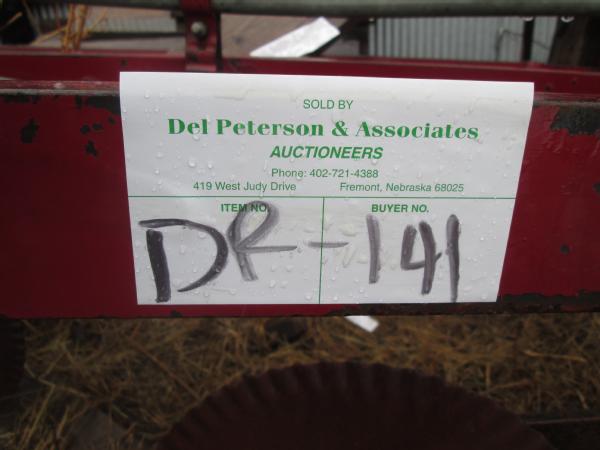 SOLD BY
Del Peterson & Associates
AUCTIONEERS
Phone: 402-721-4388
419 West Judy Drive Fremont, Nebraska 68025
ITEM NO. BUYER NO.
DR-141